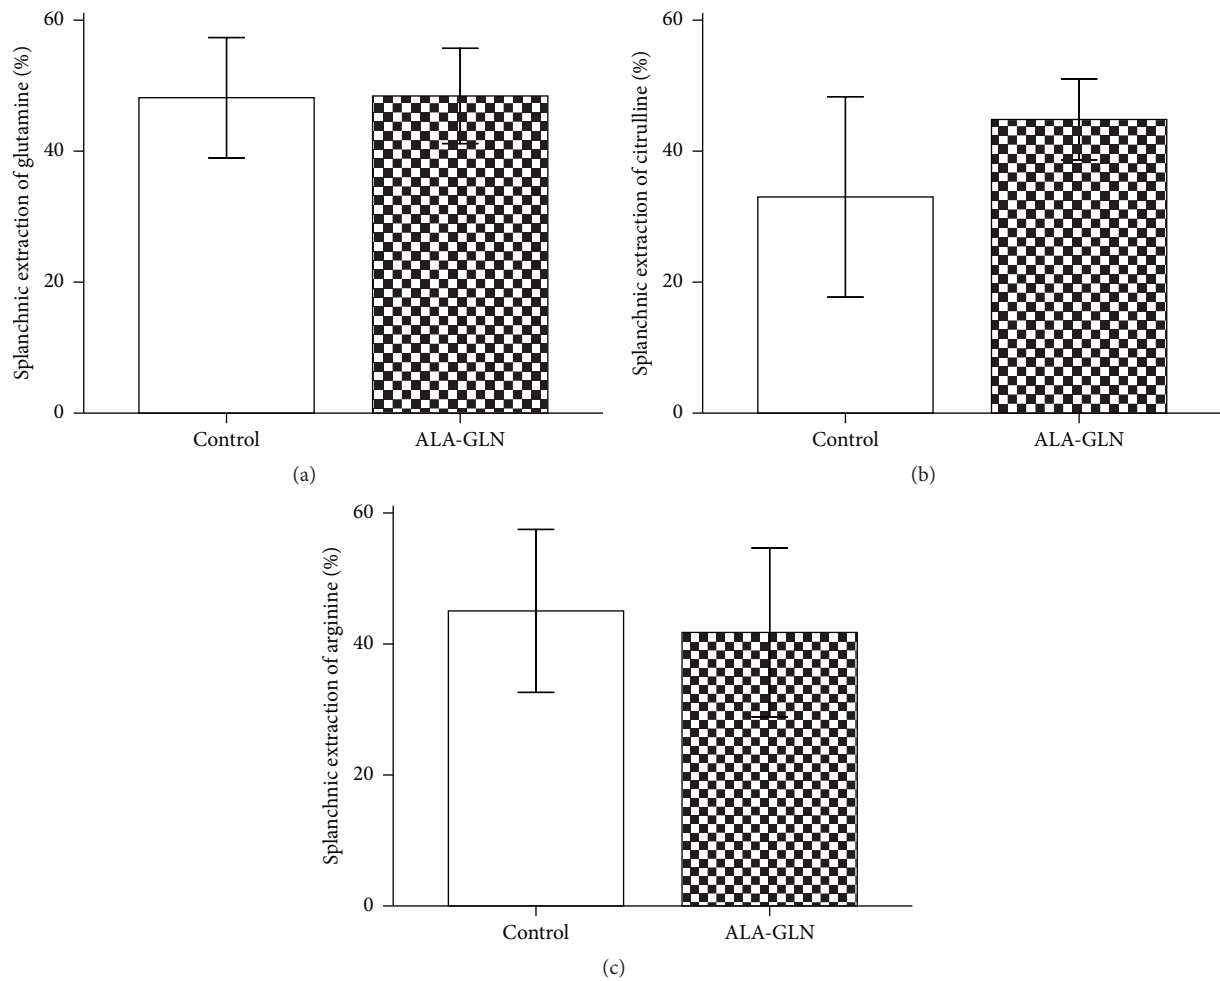 Splanchnic extraction of glutamine (%)
60
40
20
0
Control
ALA-GLN
(a)
Splanchnic extraction of citrulline (%)
60
40
20
0
Control
ALA-GLN
(b)
Splanchnic extraction of arginine (%)
60
40
20
0
Control
ALA-GLN
(c)